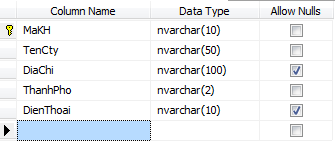 Column Name Data Type Allow Nulls
MaKH nvarchar(10)
TenCty nvarchar(50)
DiaChi nvarchar(100)
ThanhPho nvarchar(2)
DienThoai nvarchar(10)